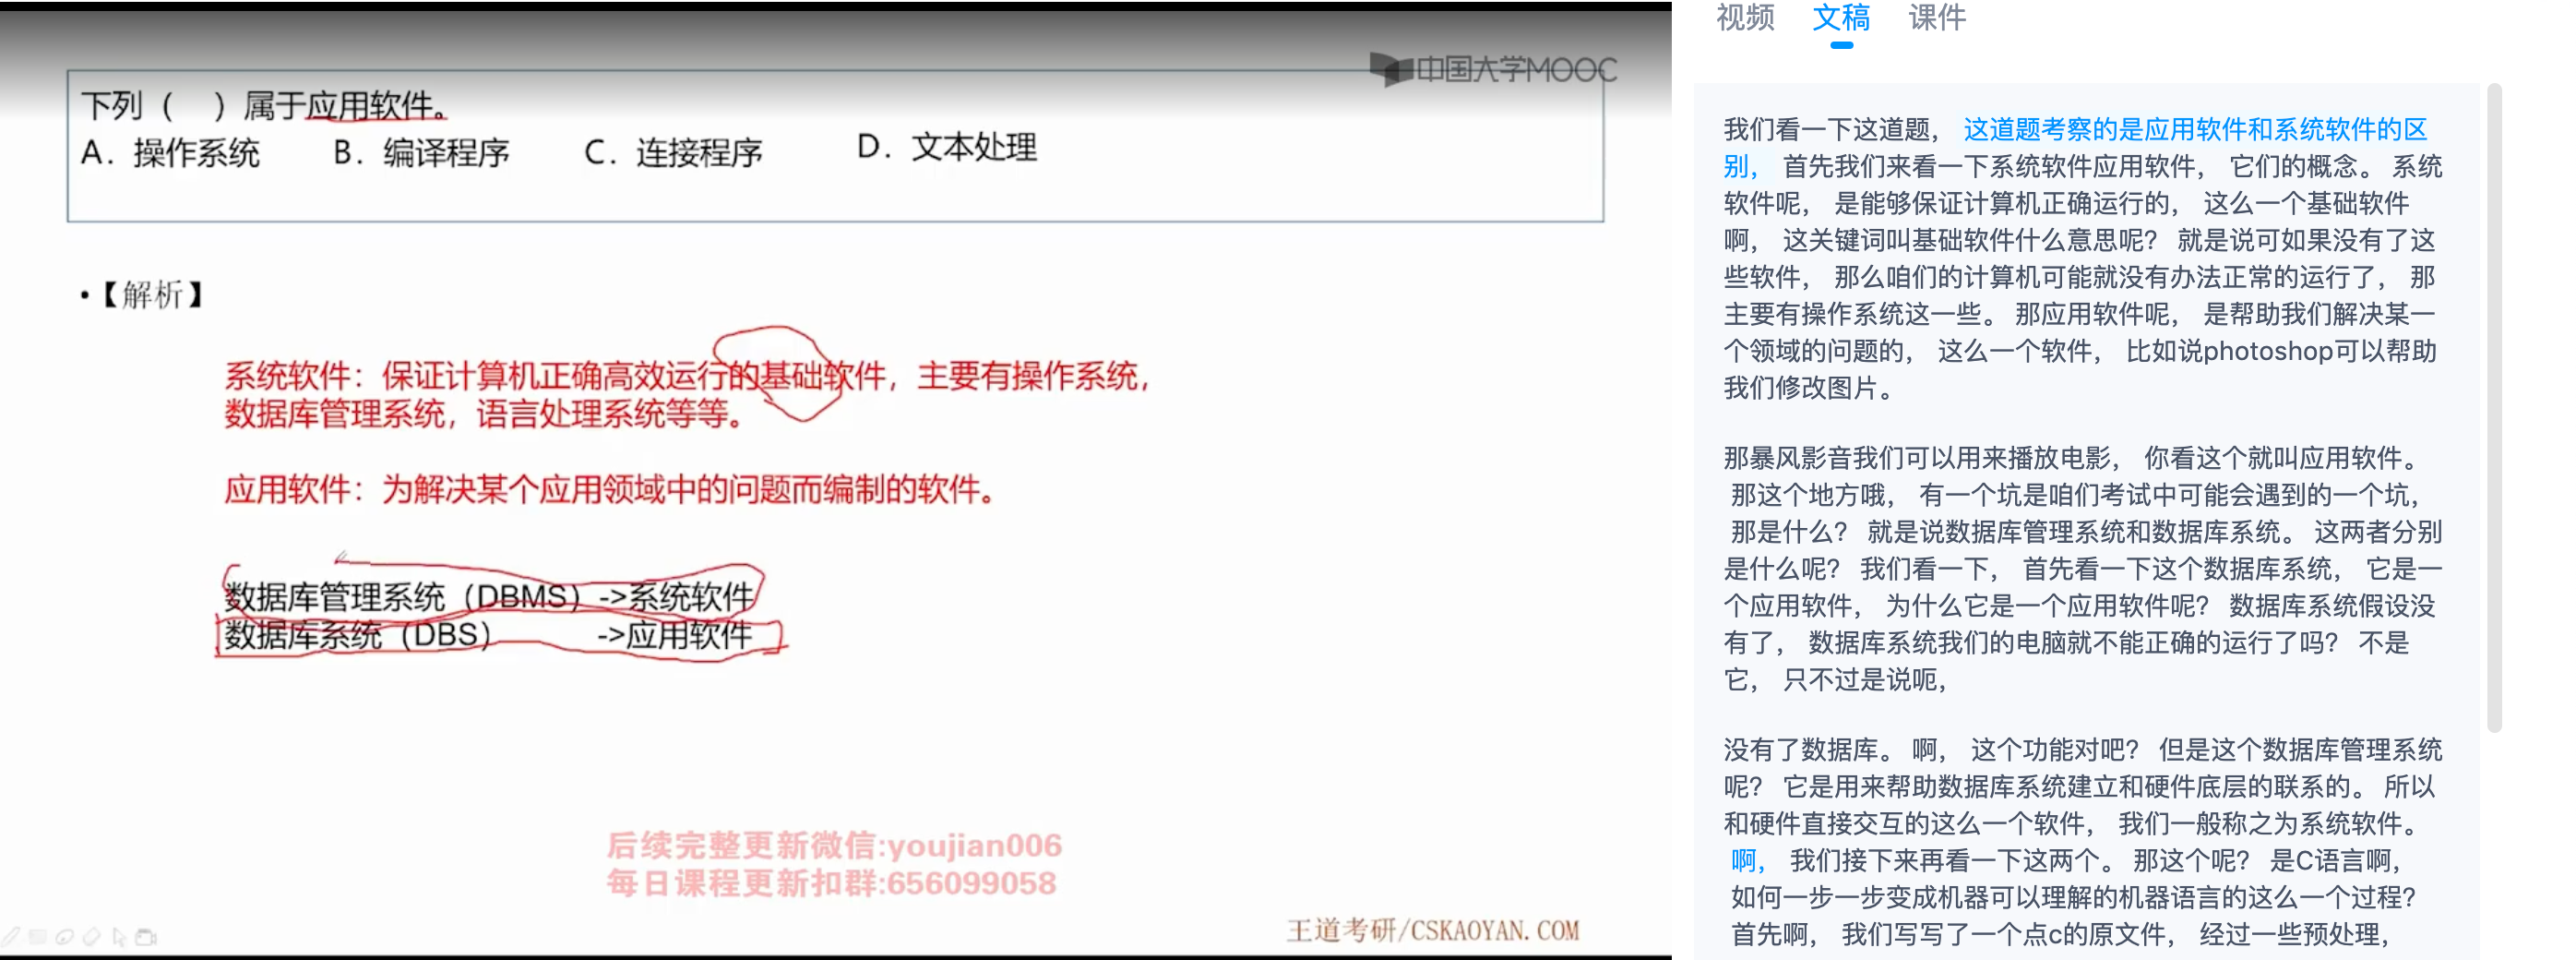 中国大学MOOC
下列（ ）属于应用软件。
A. 操作系统 B. 编译程序 C. 连接程序 D. 文本处理
•【解析】
系统软件：保证计算机正确高效运行的基础软件，主要有操作系统，
数据库管理系统，语言处理系统等等。
应用软件：为解决某个应用领域中的问题而编制的软件。
数据库管理系统（DBMS）->系统软件
数据库系统（DBS） ->应用软件
后续完整更新微信:youjian006
每日课程更新扣群:656099058
王道考研/CSKAOYAN.COM
视频 文稿 课件
我们看一下这道题， 这道题考察的是应用软件和系统软件的区
别， 首先我们来看一下系统软件应用软件， 它们的概念。 系统
软件呢， 是能够保证计算机正确运行的， 这么一个基础软件
啊， 这关键词叫基础软件什么意思呢？ 就是说可如果没有了这
些软件， 那么咱们的计算机可能就没有办法正常的运行了， 那
主要有操作系统这一些。 那应用软件呢， 是帮助我们解决某一
个领域的问题的， 这么一个软件， 比如说photoshop可以帮助
我们修改图片。
那暴风影音我们可以用来播放电影， 你看这个就叫应用软件。
那这个地方哦， 有一个坑是咱们考试中可能会遇到的一个坑，
那是什么？ 就是说数据库管理系统和数据库系统。 这两者分别
是什么呢？ 我们看一下， 首先看一下这个数据库系统， 它是一
个应用软件， 为什么它是一个应用软件呢？ 数据库系统假设没
有了， 数据库系统我们的电脑就不能正确的运行了吗？ 不是
它， 只不过是说呃，
没有了数据库。 啊， 这个功能对吧？ 但是这个数据库管理系统
呢？ 它是用来帮助数据库系统建立和硬件底层的联系的。 所以
和硬件直接交互的这么一个软件， 我们一般称之为系统软件。
啊， 我们接下来再看一下这两个。 那这个呢？ 是C语言啊，
如何一步一步变成机器可以理解的机器语言的这么一个过程？
首先啊， 我们写写了一个点c的原文件， 经过一些预处理，